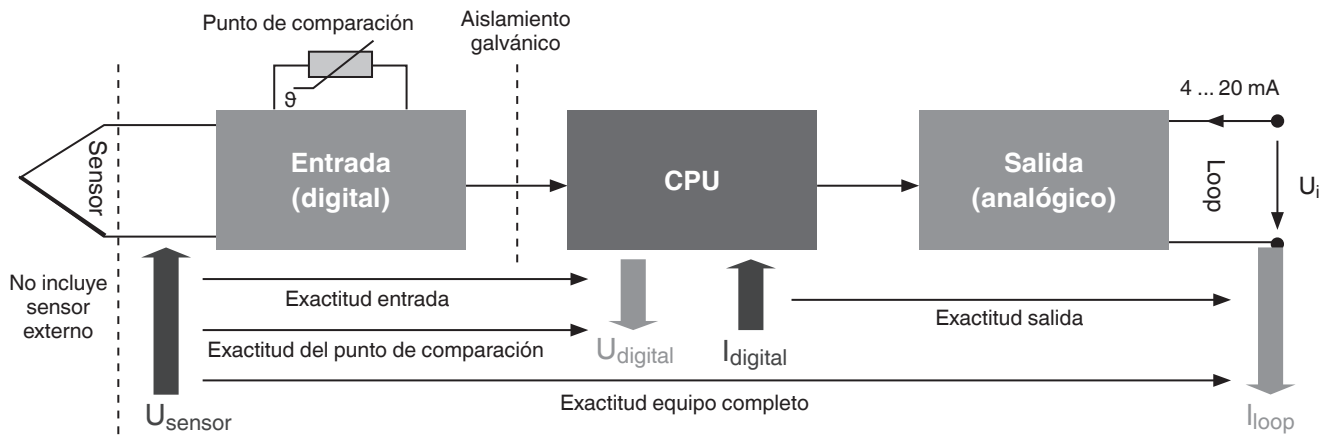 Punto de comparación
Aislamiento
galvánico
ϑ
4 ... 20 mA
Sensor
Entrada
(digital)
CPU
Salida
(analógico)
Loop
Ui
No incluye
sensor
externo
Exactitud entrada
Exactitud salida
Exactitud del punto de comparación
Udigital
Idigital
Exactitud equipo completo
Usensor
Iloop